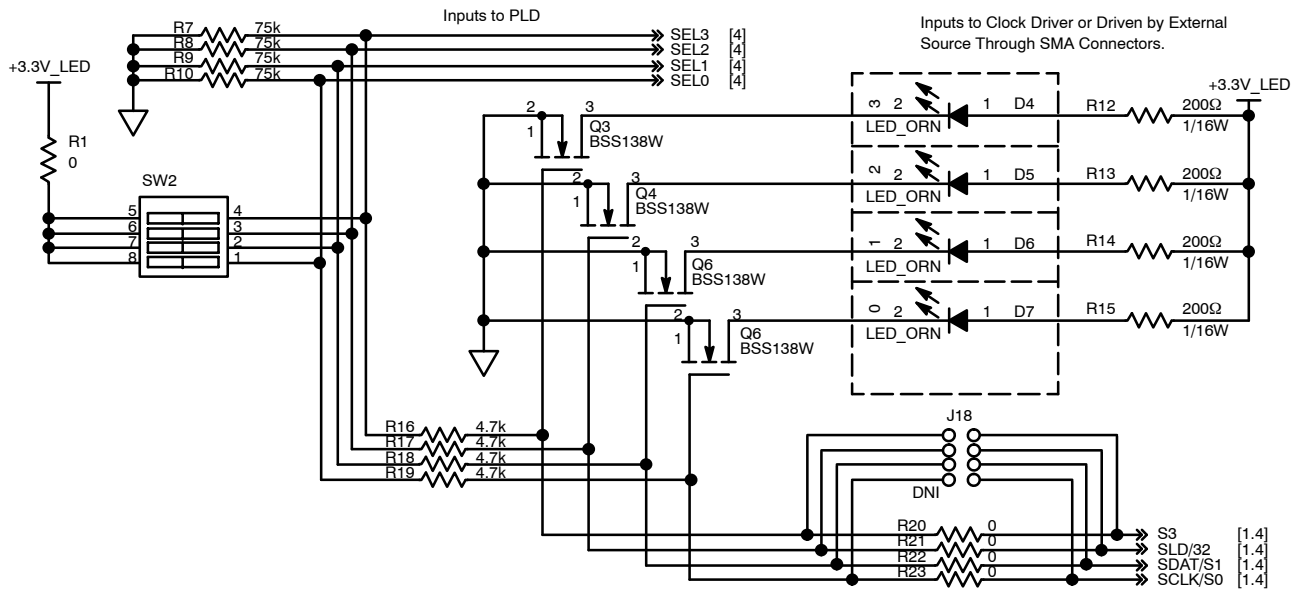 Inputs to PLD
Inputs to Clock Driver or Driven by External
Source Through SMA Connectors.
R7 75k SEL3 [4]
R8 75k SEL2 [4]
R9 75k SEL1 [4]
R10 75k SEL0 [4]
+3.3V_LED
R1
0
SW2
5 4
6 3
7 2
8 1
+3.3V_LED
2 3
1
Q3
BSS138W
3 2 1 D4
LED_ORN
R12 200Ω
1/16W
2 3
1
Q4
BSS138W
2 2 1 D5
LED_ORN
R13 200Ω
1/16W
2 3
1
Q6
BSS138W
1 2 1 D6
LED_ORN
R14 200Ω
1/16W
2 3
1
Q6
BSS138W
0 2 1 D7
LED_ORN
R15 200Ω
1/16W
R16 4.7k
R17 4.7k
R18 4.7k
R19 4.7k
J18
DNI
R20 0 S3 [1.4]
R21 0 SLD/32 [1.4]
R22 0 SDAT/S1 [1.4]
R23 0 SCLK/S0 [1.4]